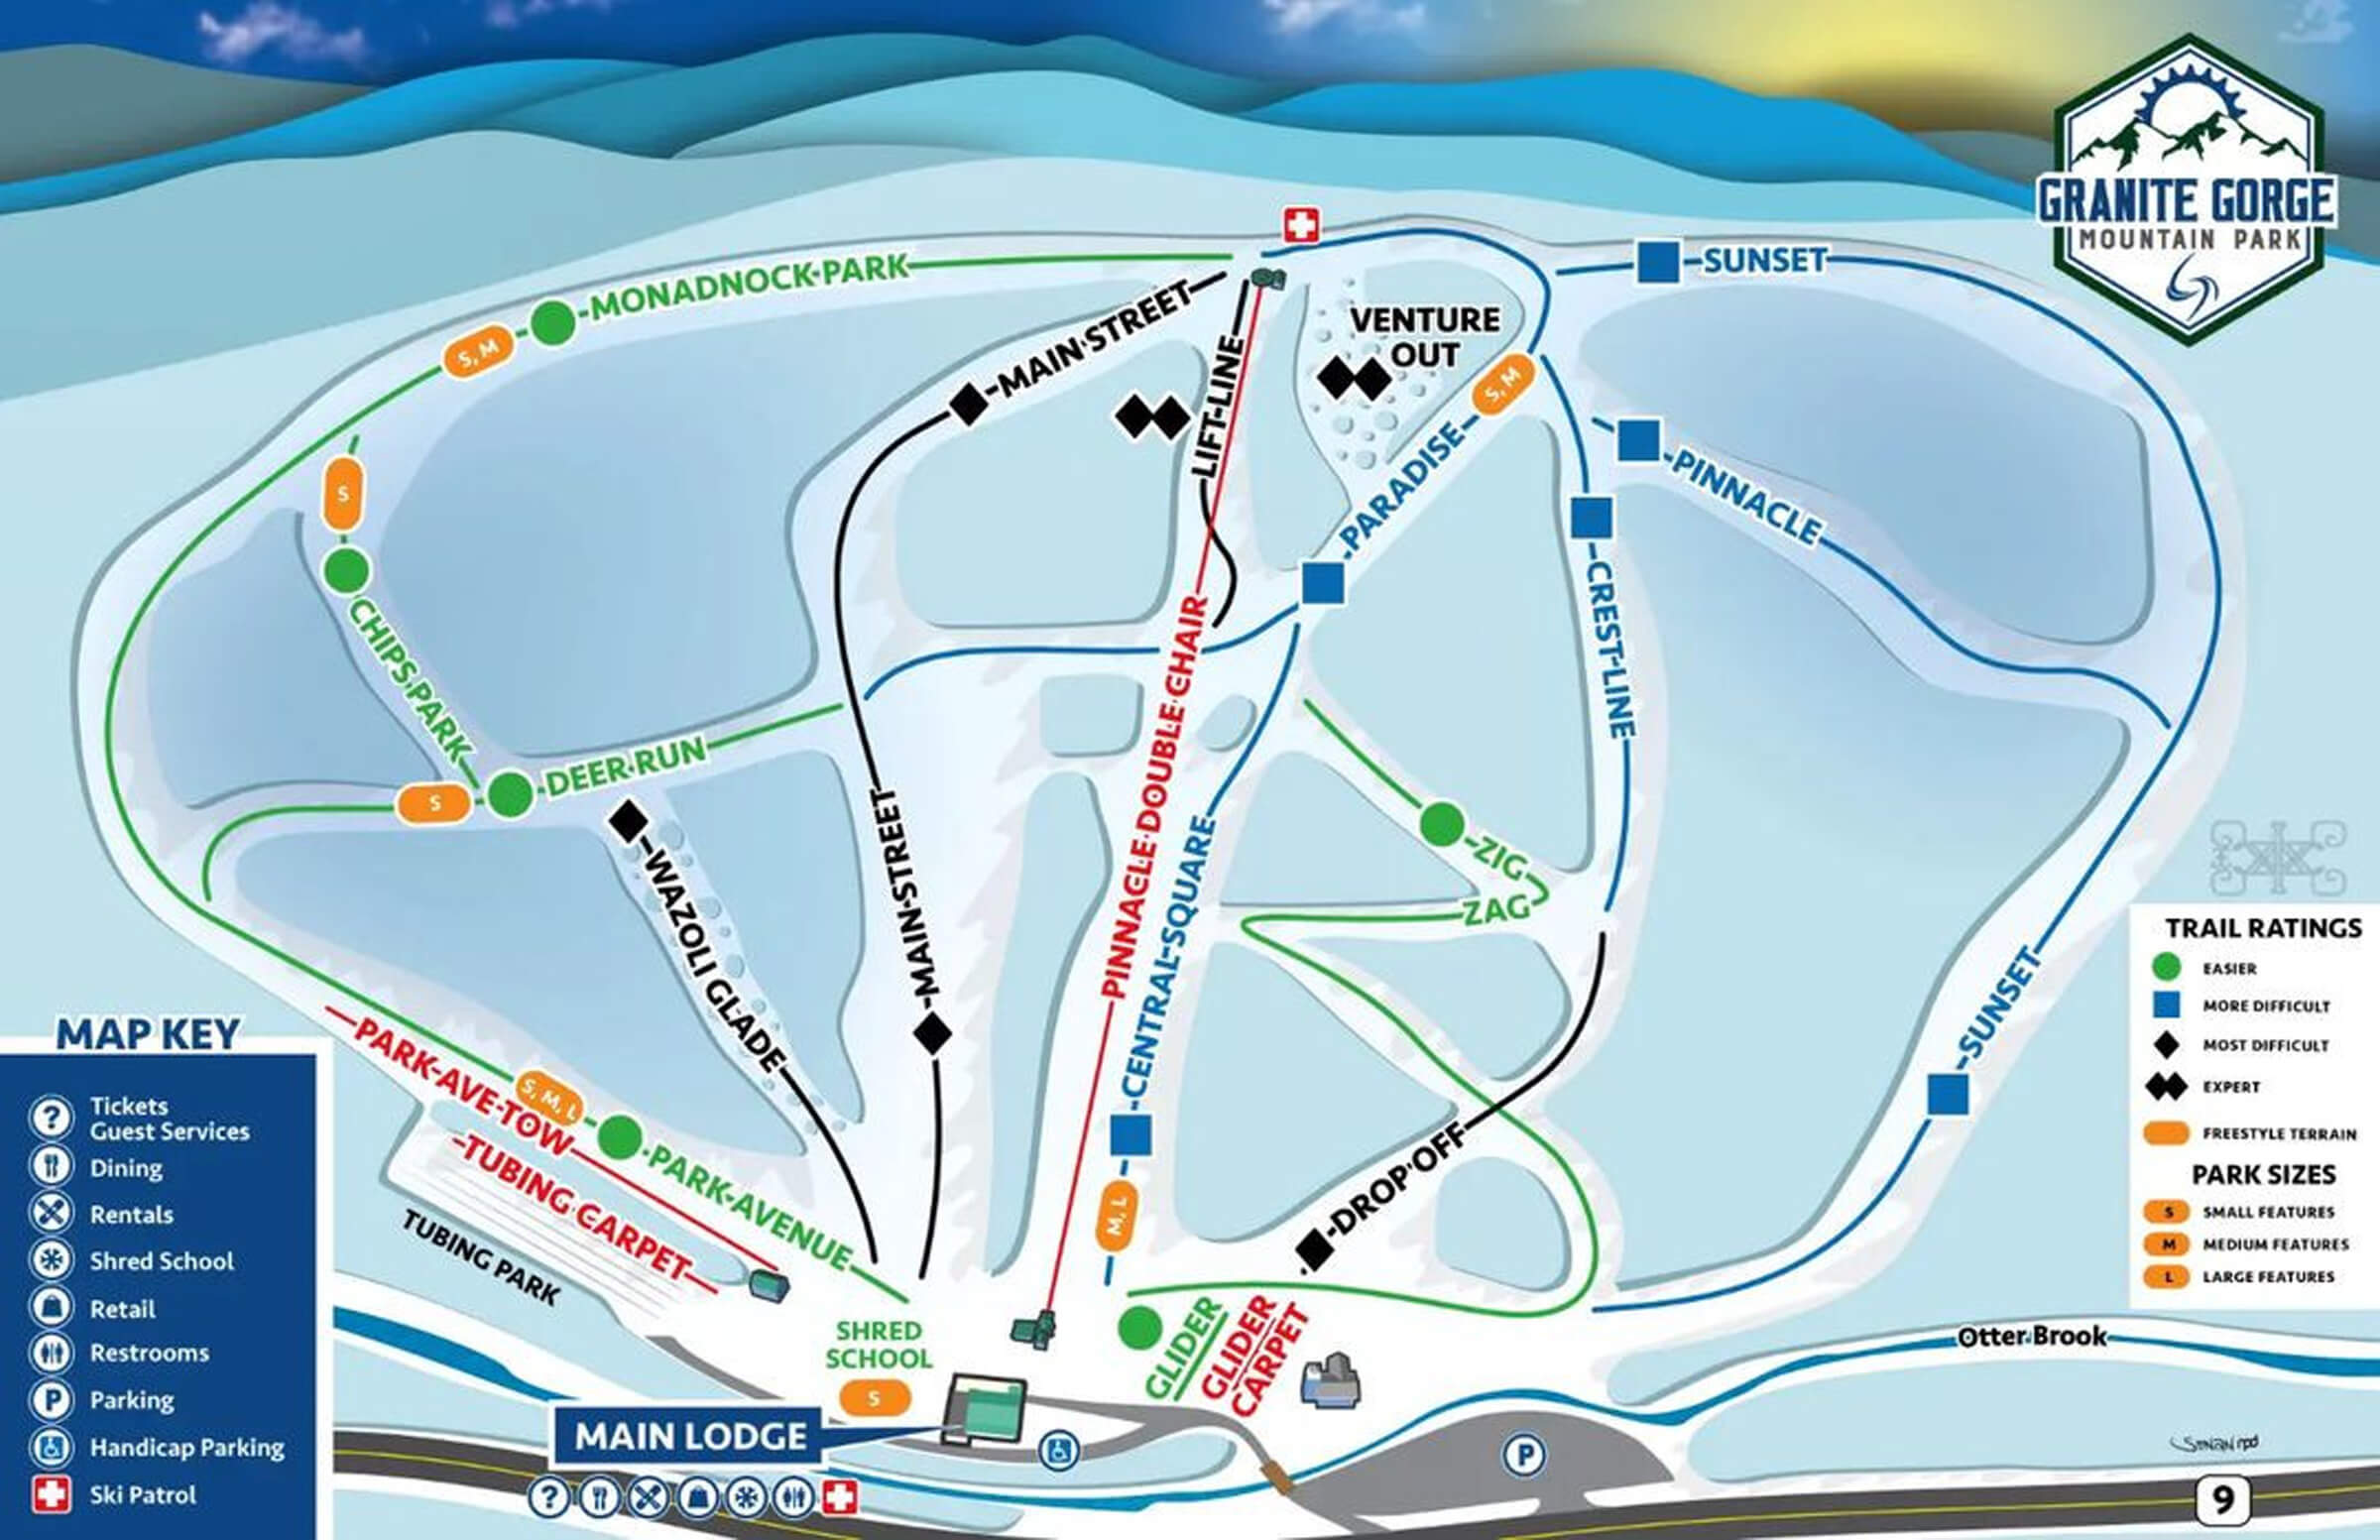 GRANITE GORGE
MOUNTAIN PARK
SUNSET
MONADNOCK PARK
S, M
MAIN STREET
VENTURE
OUT
LIFT-LINE
S, M
PARADISE
PINNACLE
S
CHIPS PARK
CREST-LINE
DEER RUN
S
WAZOLI GLADE
MAIN-STREET
PINNACLE DOUBLE CHAIR
CENTRAL-SQUARE
ZIG
ZAG
SUNSET
PARK-AVE-TOW
S, M, L
PARK-AVENUE
TUBING CARPET
TUBING PARK
M, L
DROP OFF
GLIDER
GLIDER
CARPET
SHRED
SCHOOL
S
MAIN LODGE
?
P
Otter Brook
9
MAP KEY
? Tickets
Guest Services
Dining
Rentals
Shred School
Retail
Restrooms
P Parking
Handicap Parking
Ski Patrol
TRAIL RATINGS
EASIER
MORE DIFFICULT
MOST DIFFICULT
EXPERT
FREESTYLE TERRAIN
PARK SIZES
S SMALL FEATURES
M MEDIUM FEATURES
L LARGE FEATURES